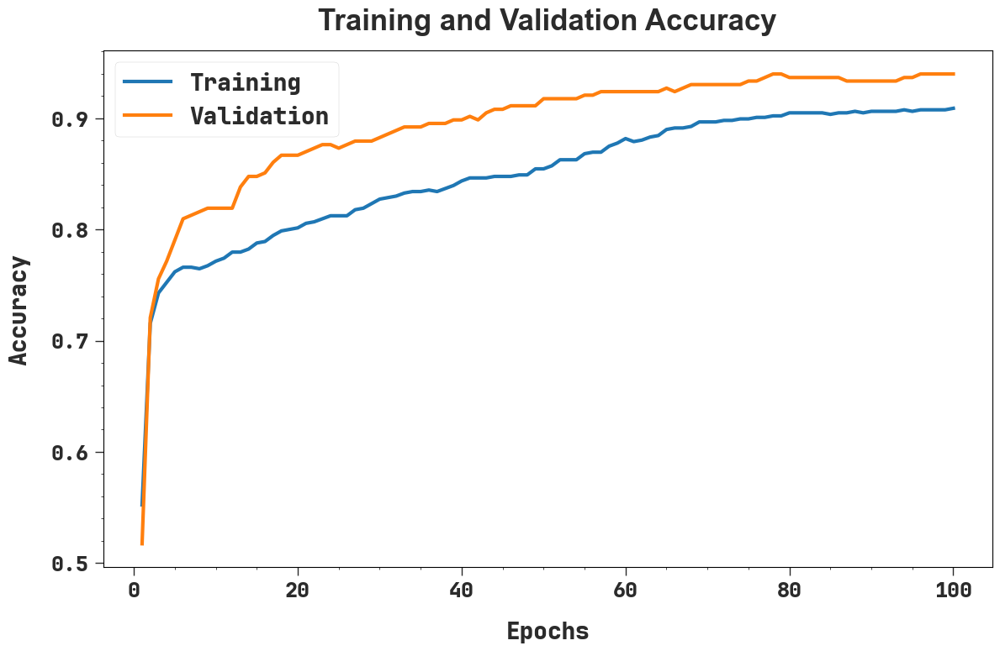 Training and Validation Accuracy
Training
Validation
0.9
0.8
0.7
0.6
0.5
Accuracy
0 20 40 60 80 100
Epochs